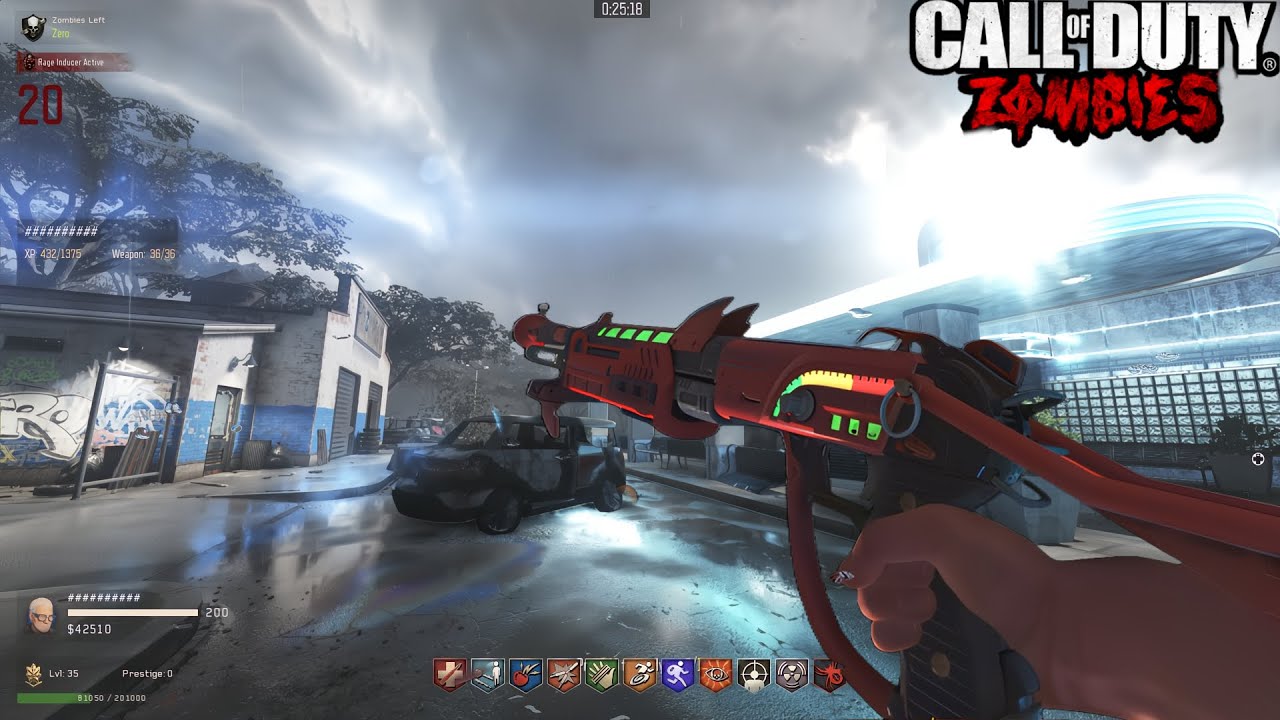 Zombies Left
Zero
0:25:18
CALL OF DUTY®
ZOMBIES
Rage Inducer Active
20
##########
XP 432/1375 Weapon: 36/36
##########
200
$42510
Lvl: 35 Prestige: 0
81050 / 201000